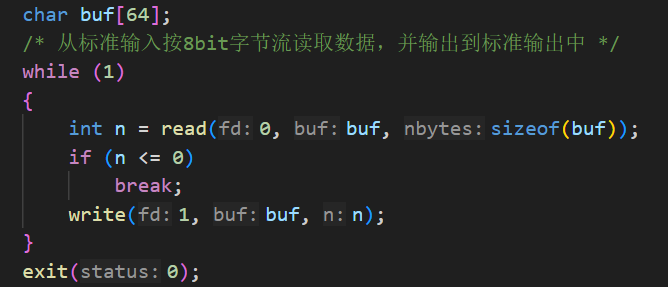 char buf[64];
/* 从标准输入按8bit字节流读取数据，并输出到标准输出中 */
while (1)
{
    int n = read(fd: 0, buf: buf, nbytes: sizeof(buf));
    if (n <= 0)
        break;
    write(fd: 1, buf: buf, n: n);
}
exit(status: 0);